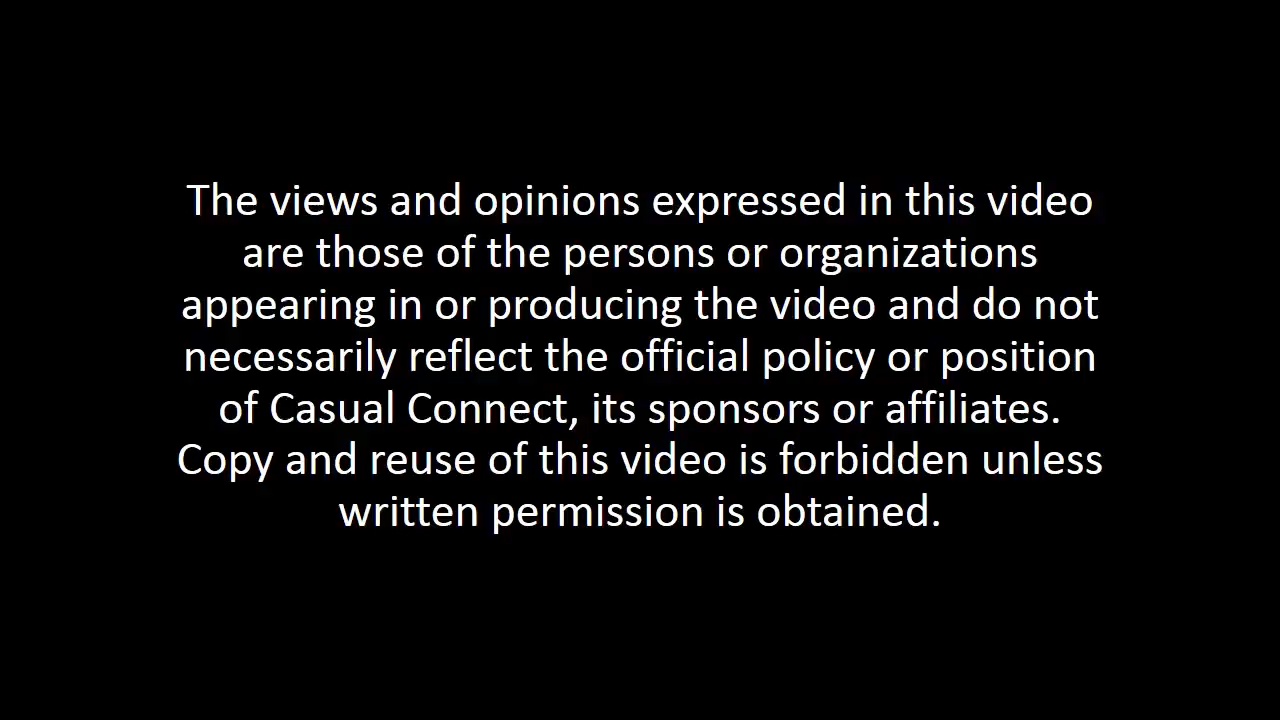 The views and opinions expressed in this video
are those of the persons or organizations
appearing in or producing the video and do not
necessarily reflect the official policy or position
of Casual Connect, its sponsors or affiliates.
Copy and reuse of this video is forbidden unless
written permission is obtained.